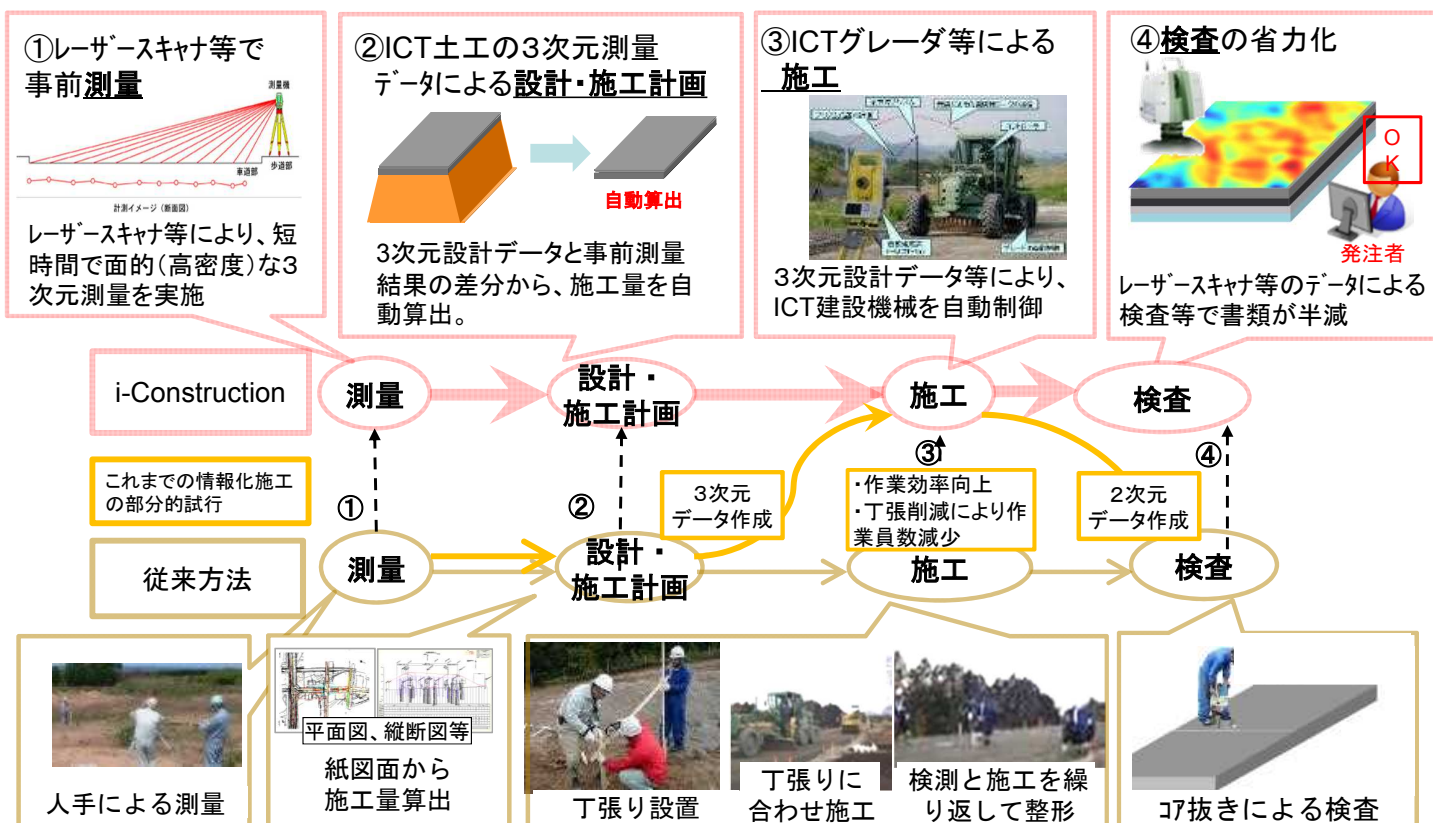 ①ﾚｰｻﾞｰｽｷｬﾅ等で
事前測量
測量機
車道部
歩道部
計測イメージ（断面図）
ﾚｰｻﾞｰｽｷｬﾅ等により、短
時間で面的（高密度）な３
次元測量を実施
②ICT土工の３次元測量
ﾃﾞｰﾀによる設計・施工計画
自動算出
3次元設計データと事前測量
結果の差分から、施工量を自
動算出。
③ICTグレーダ等による
施工
３次元設計データ等により、
ICT建設機械を自動制御
④検査の省力化
O
K
発注者
ﾚｰｻﾞｰｽｷｬﾅ等のデータによる
検査等で書類が半減
i-Construction
測量
設計・
施工計画
施工
検査
これまでの情報化施工
の部分的試行
①
②
３次元
データ作成
③
・作業効率向上
・丁張削減により作
業員数減少
２次元
データ作成
④
従来方法
測量
設計・
施工計画
施工
検査
人手による測量
平面図、縦断図等
紙図面から
施工量算出
丁張り設置
丁張りに
合わせ施工
検測と施工を繰
り返して整形
ｺｱ抜きによる検査